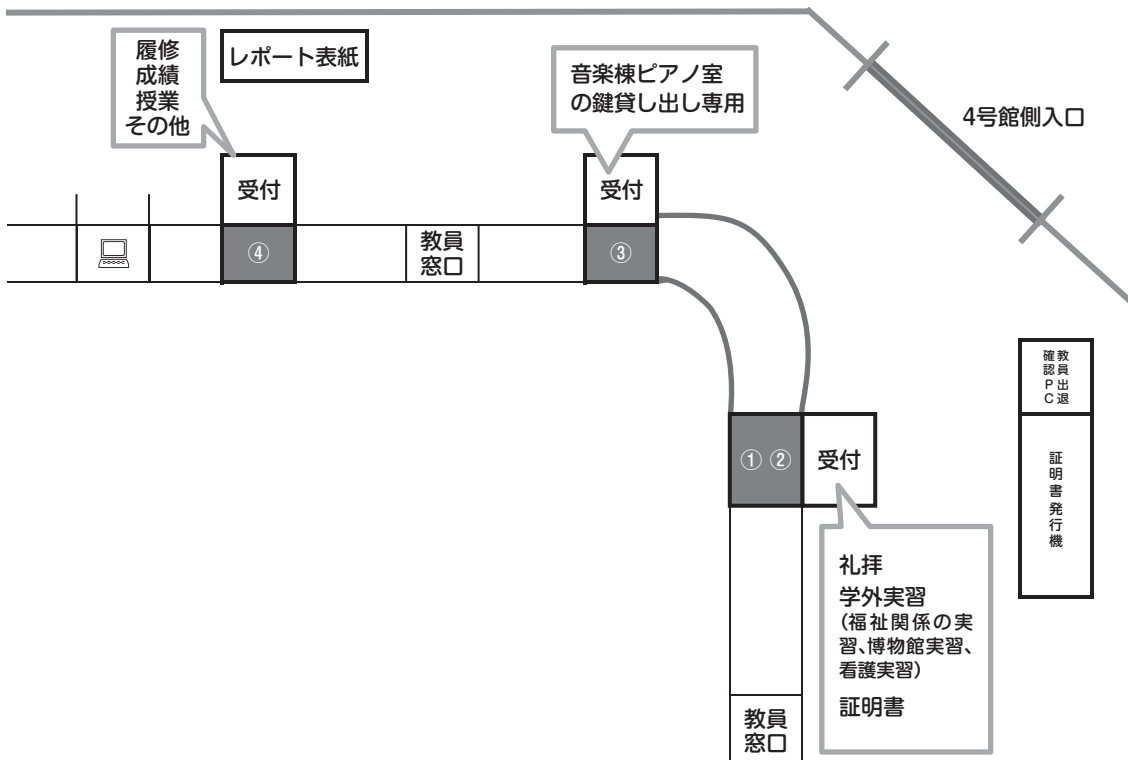 履修
成績
授業
その他
レポート表紙
音楽棟ピアノ室
の鍵貸し出し専用
4号館側入口
受付
受付
④
教員
窓口
③
教員出退
確認PC
① ②
受付
証明書発行機
礼拝
学外実習
(福祉関係の実
習、博物館実習、
看護実習)
証明書
教員
窓口